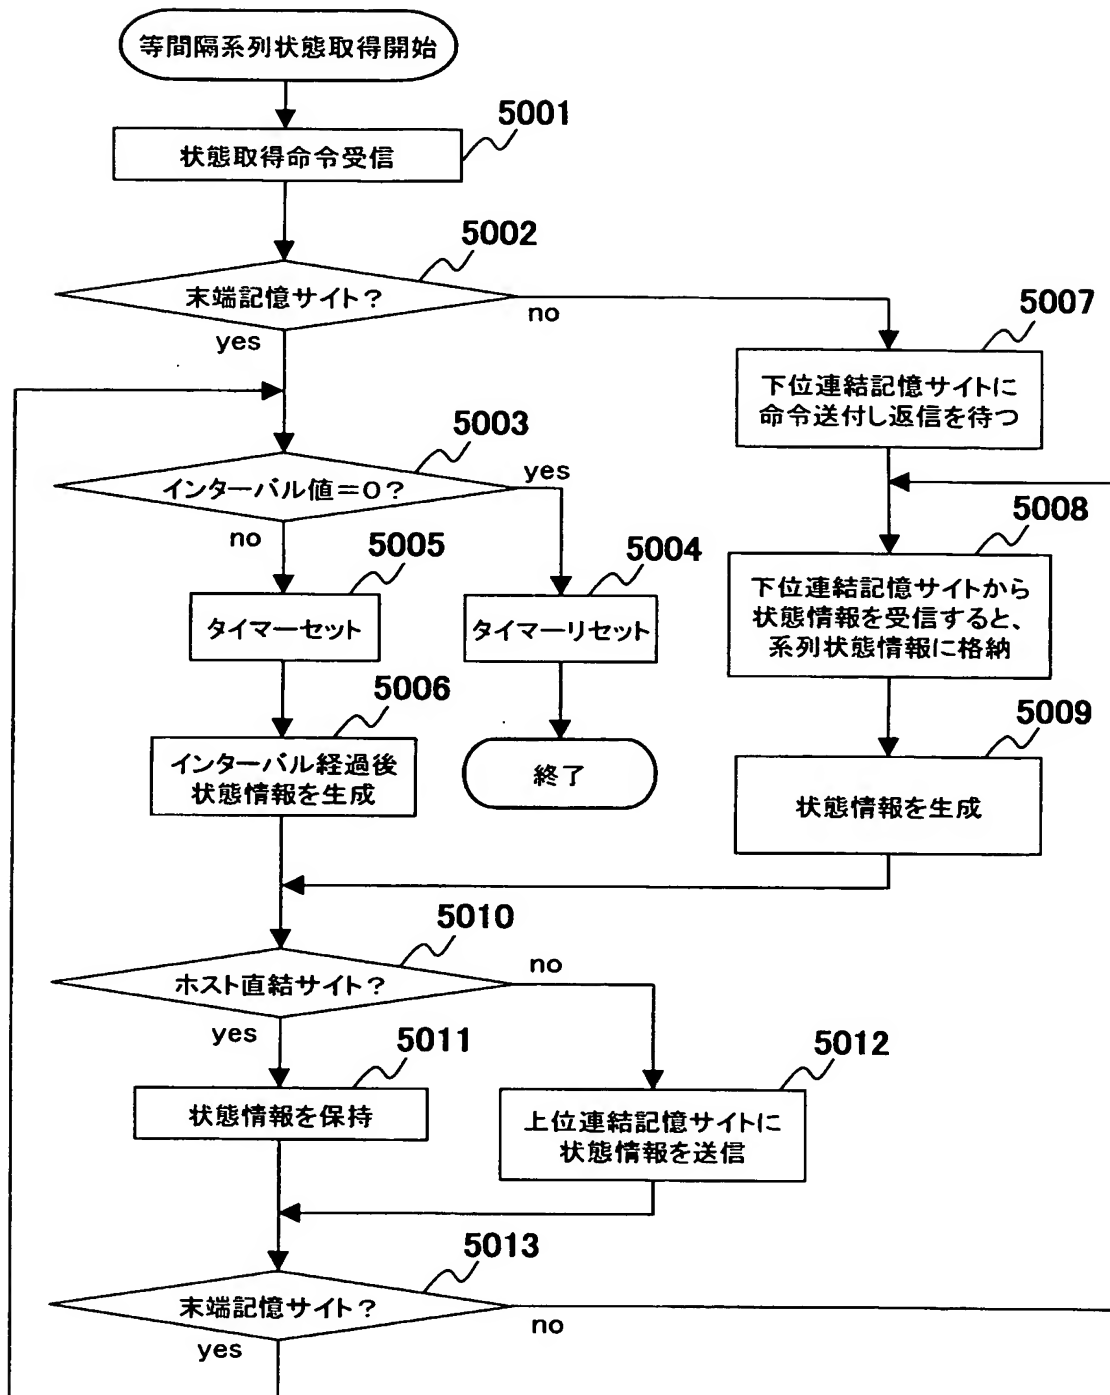 等間隔系列状態取得開始
5001
状態取得命令受信
5002
末端記憶サイト?
no
yes
5007
下位連結記憶サイトに
命令送付し返信を待つ
5003
インターバル値=0?
yes
no
5005
タイマーセット
5004
タイマーリセット
5008
下位連結記憶サイトから
状態情報を受信すると、
系列状態情報に格納
5006
インターバル経過後
状態情報を生成
終了
5009
状態情報を生成
5010
ホスト直結サイト?
no
yes
5011
状態情報を保持
5012
上位連結記憶サイトに
状態情報を送信
5013
末端記憶サイト?
no
yes